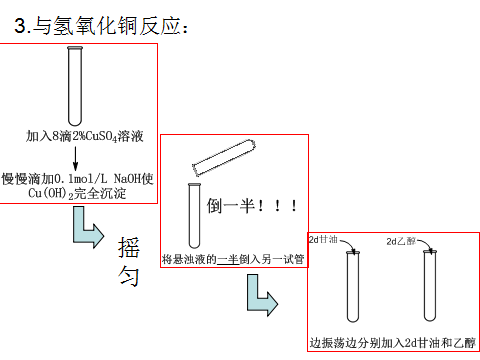 3.与氢氧化铜反应：
加入8滴2%CuSO₄溶液
慢慢滴加0.1mol/L NaOH使
Cu(OH)₂完全沉淀
摇
匀
倒一半！！！
将悬浊液的一半倒入另一试管
2d甘油
2d乙醇
边振荡边分别加入2d甘油和乙醇